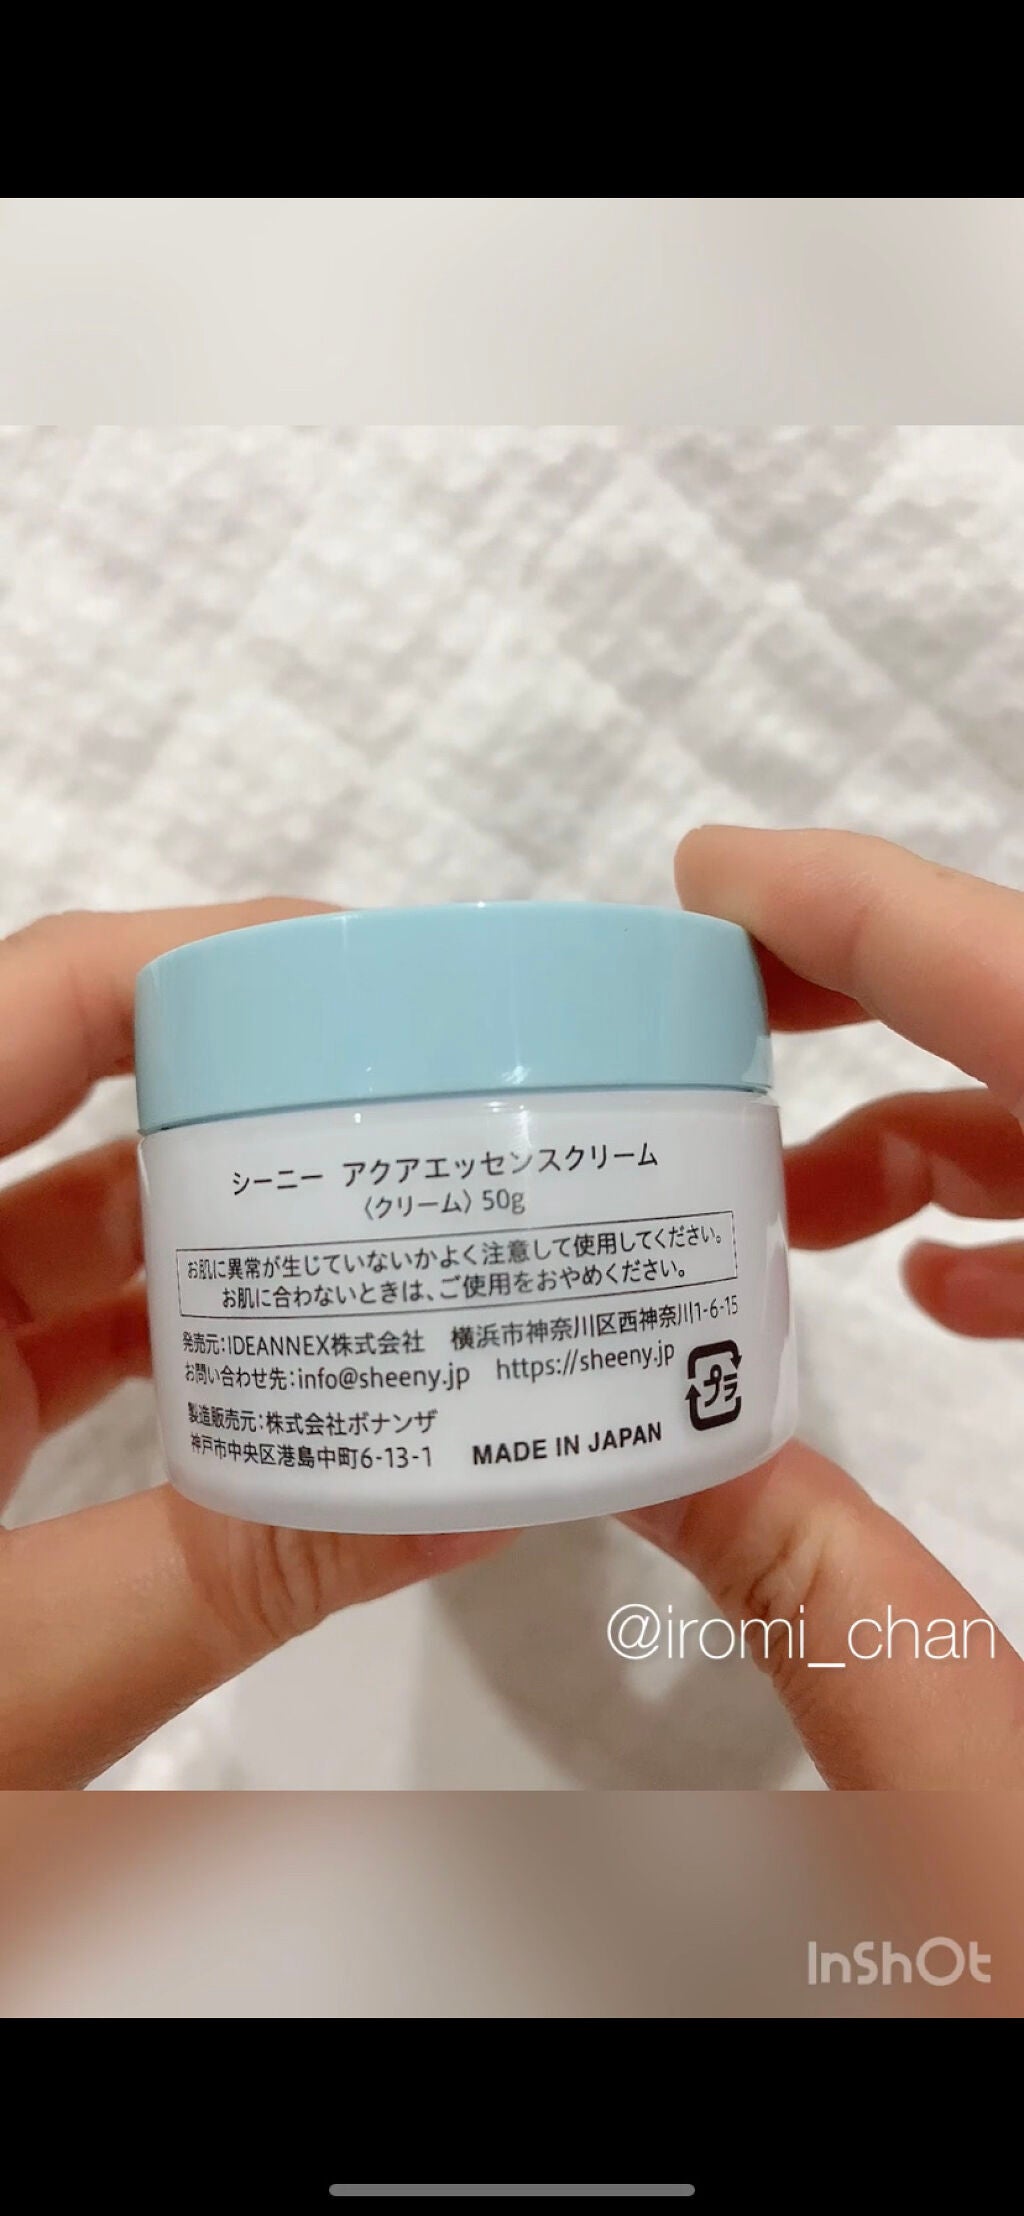 シーニー アクアエッセンスクリーム
〈クリーム〉50g
お肌に異常が生じていないかよく注意して使用してください。
お肌に合わないときは、ご使用をおやめください。
発売元:IDEANNEX株式会社 横浜市神奈川区西神奈川1-6-15
お問い合わせ先:info@sheeny.jp https://sheeny.jp
プラ
製造販売元:株式会社ボナンザ
神戸市中央区港島中町6-13-1 MADE IN JAPAN
@iromi_chan
InShOt